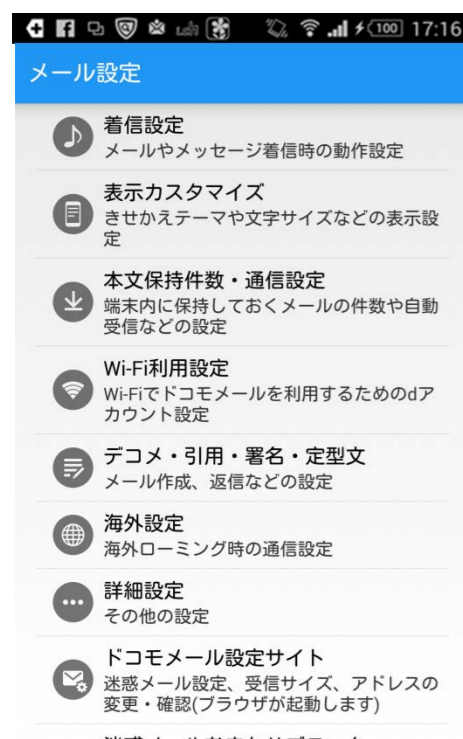 100 17:16
メール設定
着信設定
メールやメッセージ着信時の動作設定
表示カスタマイズ
きせかえテーマや文字サイズなどの表示設
定
本文保持件数・通信設定
端末内に保持しておくメールの件数や自動
受信などの設定
Wi-Fi利用設定
Wi-Fiでドコモメールを利用するためのdア
カウント設定
デコメ・引用・署名・定型文
メール作成、返信などの設定
海外設定
海外ローミング時の通信設定
詳細設定
その他の設定
ドコモメール設定サイト
迷惑メール設定、受信サイズ、アドレスの
変更・確認(ブラウザが起動します)